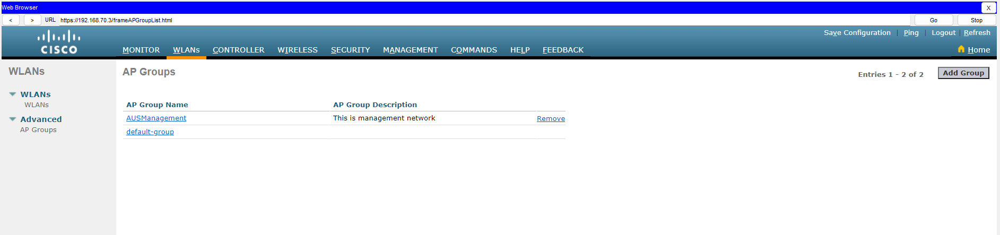 Web Browser X
< > URL https://192.168.70.3/frameAPGroupList.html Go Stop
Save Configuration | Ping | Logout | Refresh
CISCO
MONITOR WLANs CONTROLLER WIRELESS SECURITY MANAGEMENT COMMANDS HELP FEEDBACK Home
WLANs
WLANs
WLANs
Advanced
AP Groups
AP Groups
Entries 1 - 2 of 2 Add Group
AP Group Name AP Group Description
AUSManagement This is management network Remove
default-group